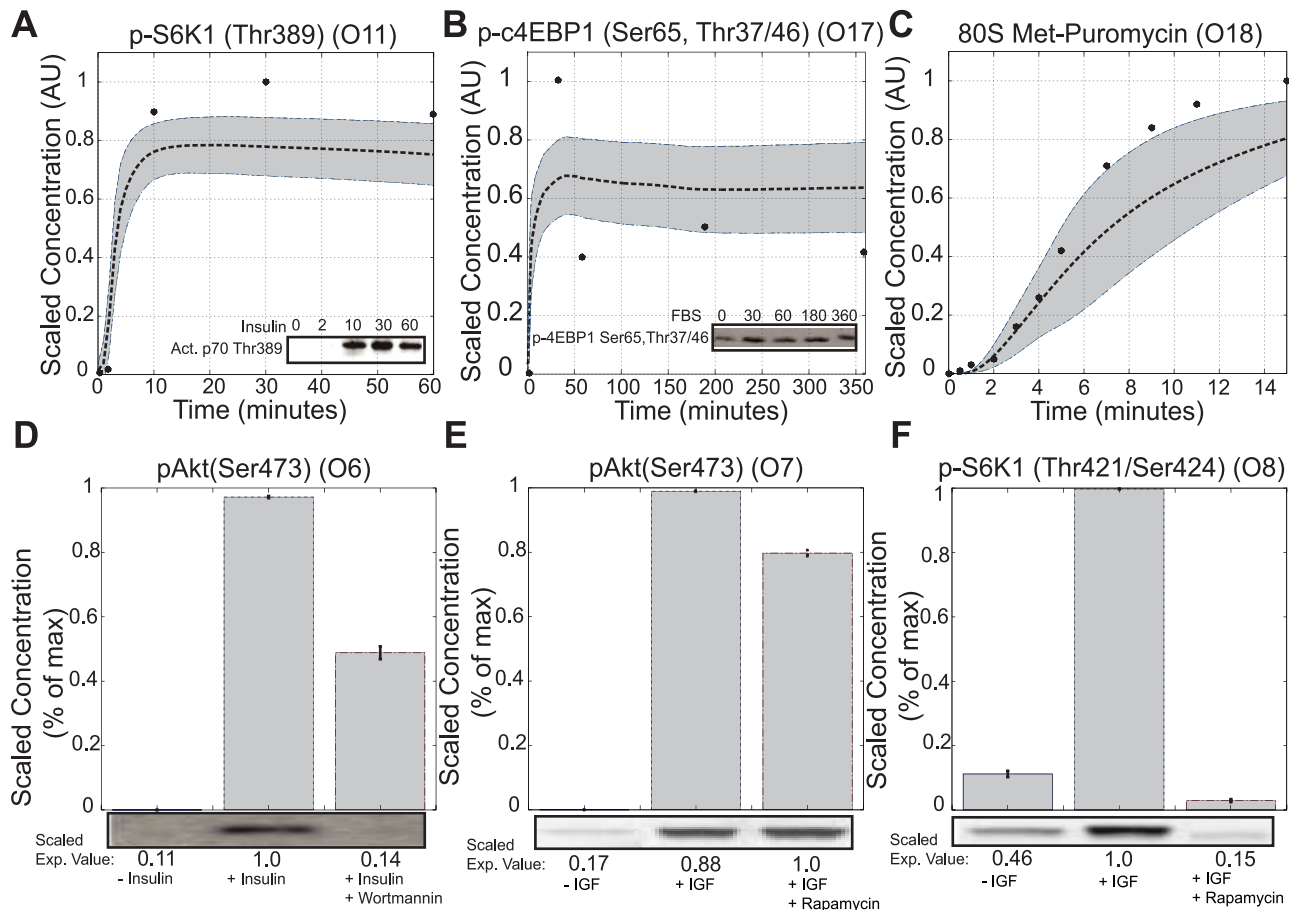 A
p-S6K1 (Thr389) (O11)
Scaled Concentration (AU)
1
0.8
0.6
0.4
0.2
0
Insulin 0 2 10 30 60
Act. p70 Thr389
0 10 20 30 40 50 60
Time (minutes)
B
p-c4EBP1 (Ser65, Thr37/46) (O17)
Scaled Concentration (AU)
1
0.8
0.6
0.4
0.2
0
FBS 0 30 60 180 360
p-4EBP1 Ser65,Thr37/46
0 50 100 150 200 250 300 350
Time (minutes)
C
80S Met-Puromycin (O18)
Scaled Concentration (AU)
1
0.8
0.6
0.4
0.2
0
0 2 4 6 8 10 12 14
Time (minutes)
D
pAkt(Ser473) (O6)
Scaled Concentration
(% of max)
1
0.8
0.6
0.4
0.2
0
Scaled
Exp. Value: 0.11 1.0 0.14
- Insulin + Insulin + Insulin
+ Wortmannin
E
pAkt(Ser473) (O7)
Scaled Concentration
(% of max)
1
0.8
0.6
0.4
0.2
0
Scaled
Exp. Value: 0.17 0.88 1.0
- IGF + IGF + IGF
+ Rapamycin
F
p-S6K1 (Thr421/Ser424) (O8)
Scaled Concentration
(% of max)
1
0.8
0.6
0.4
0.2
0
Scaled
Exp. Value: 0.46 1.0 0.15
- IGF + IGF + IGF
+ Rapamycin